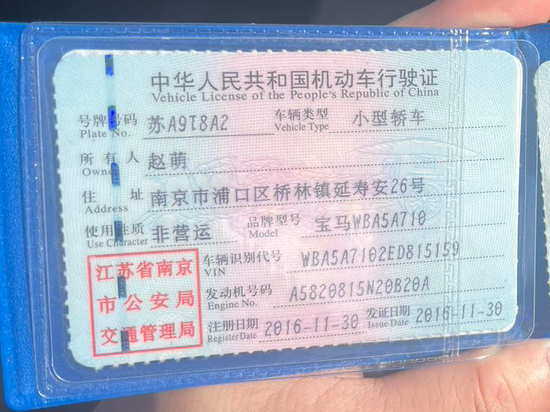 中华人民共和国机动车行驶证
Vehicle License of the People's Republic of China
号牌号码 苏A9T8A2 车辆类型 小型轿车
Plate No. Vehicle Type
所有人 赵萌
Owner
住址 南京市浦口区桥林镇延寿安26号
Address
使用性质 非营运 品牌型号 宝马WBA5A710
Use Character Model
江苏省南京
市公安局
交通管理局
车辆识别代号 WBA5A7102ED815159
VIN
发动机号码 A5820815N20B20A
Engine No.
注册日期 2016-11-30 发证日期 2016-11-30
Register Date Issue Date